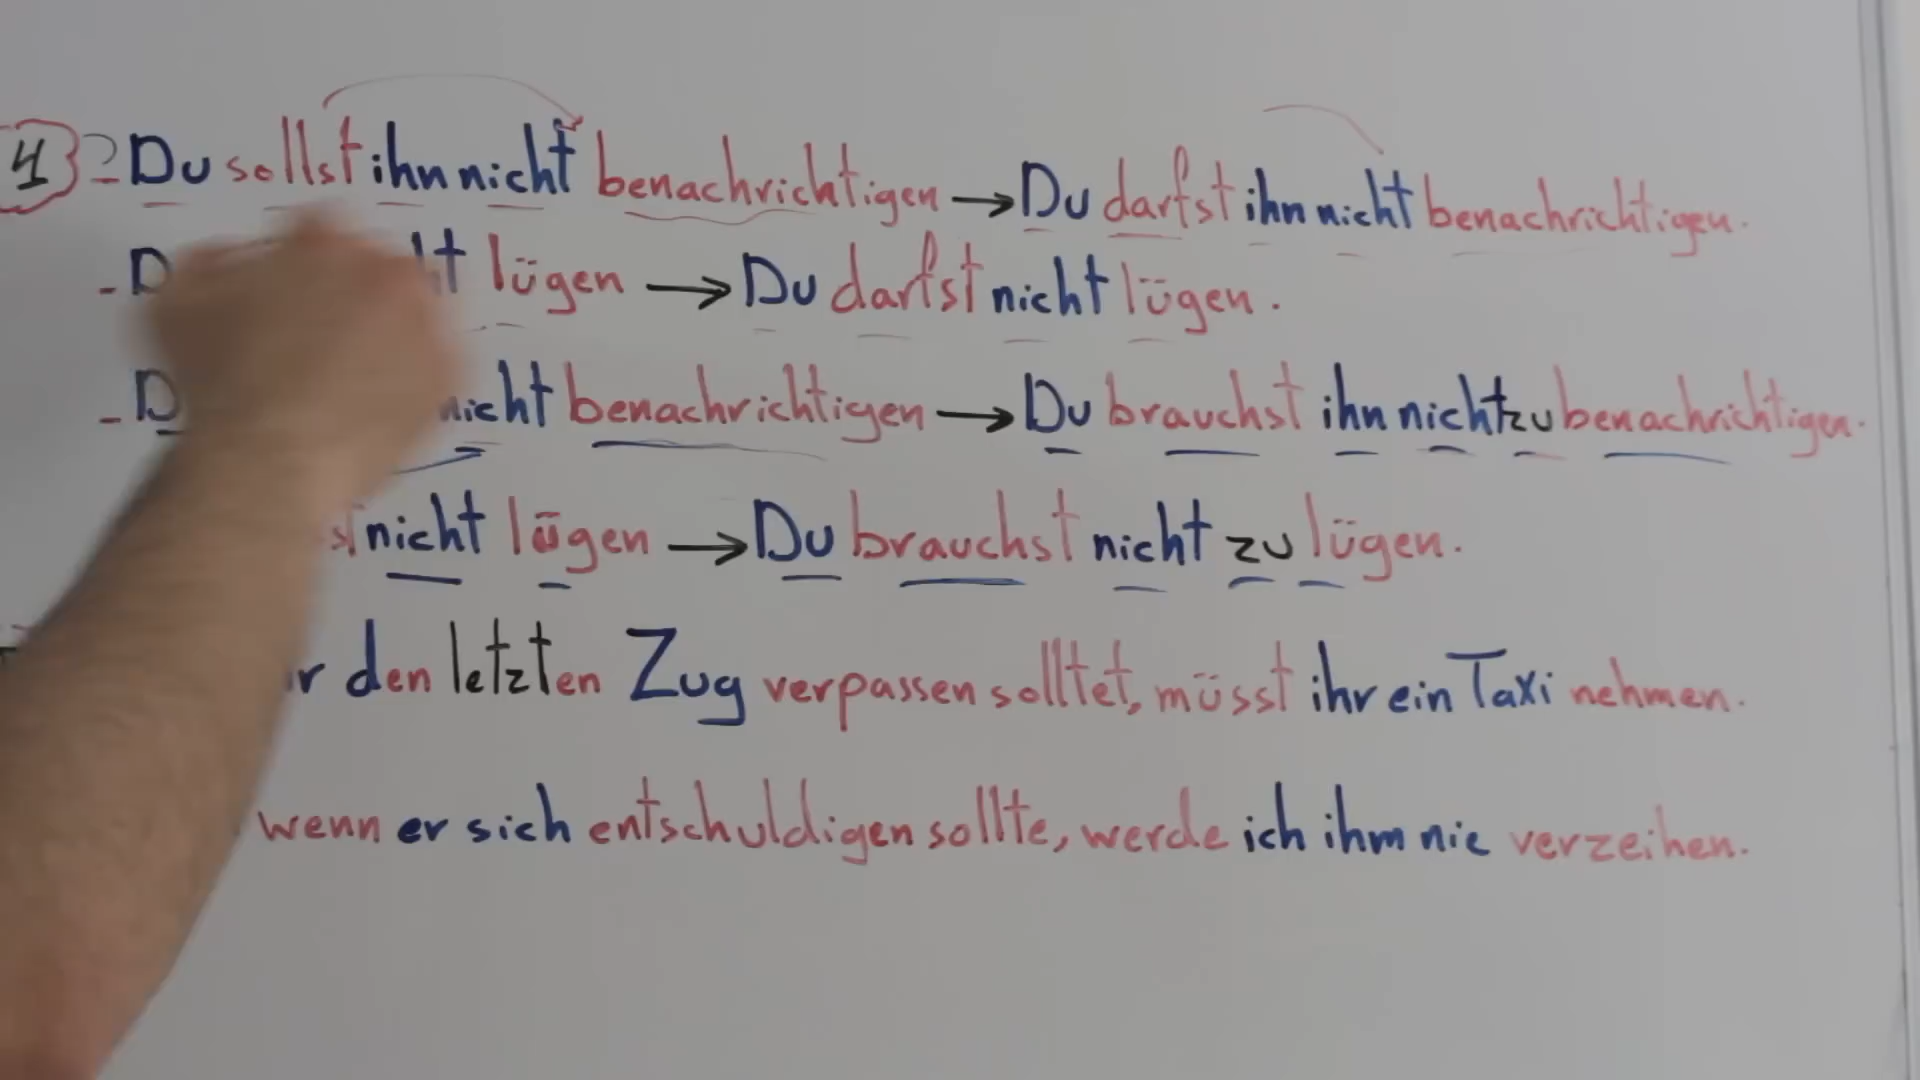 4 - Du sollst ihn nicht benachrichtigen → Du darfst ihn nicht benachrichtigen.
- lügen → Du darfst nicht lügen.
- nicht benachrichtigen → Du brauchst ihn nicht zu benachrichtigen.
nicht lügen → Du brauchst nicht zu lügen.
den letzten Zug verpassen solltet, müsst ihr ein Taxi nehmen.
wenn er sich entschuldigen sollte, werde ich ihm nie verzeihen.